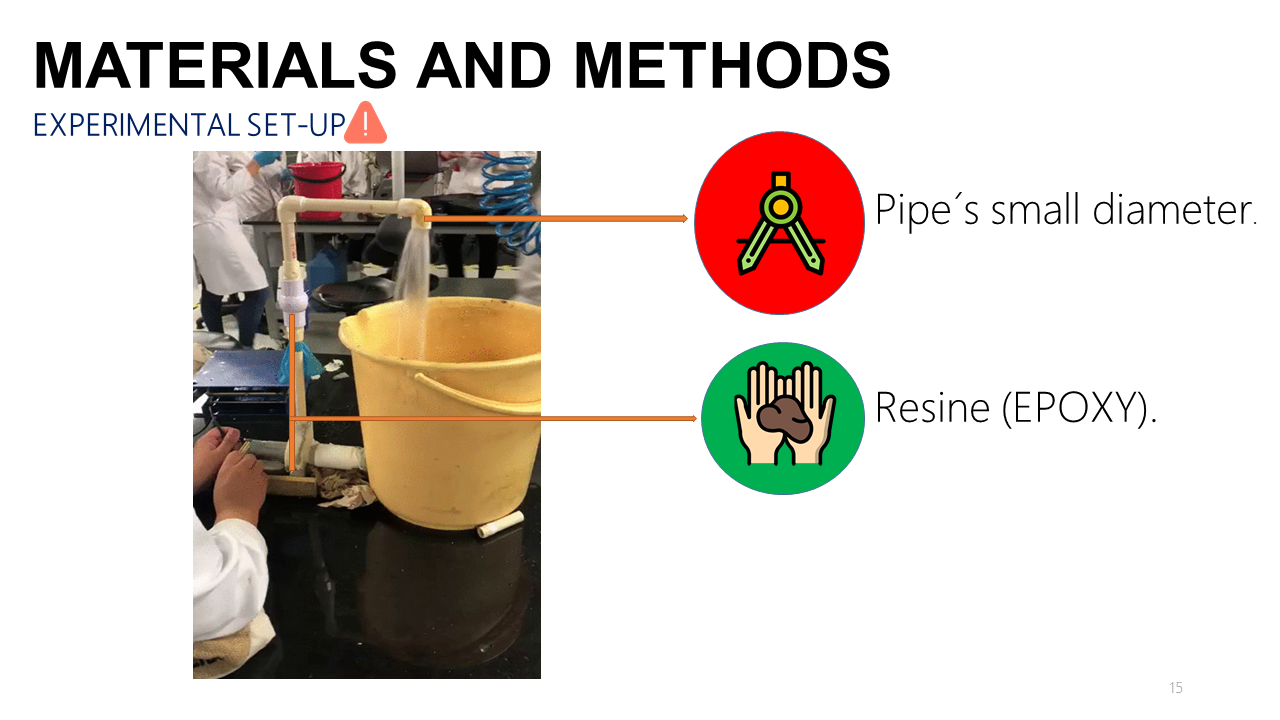 MATERIALS AND METHODS
EXPERIMENTAL SET-UP
Pipe´s small diameter.
Resine (EPOXY).
15